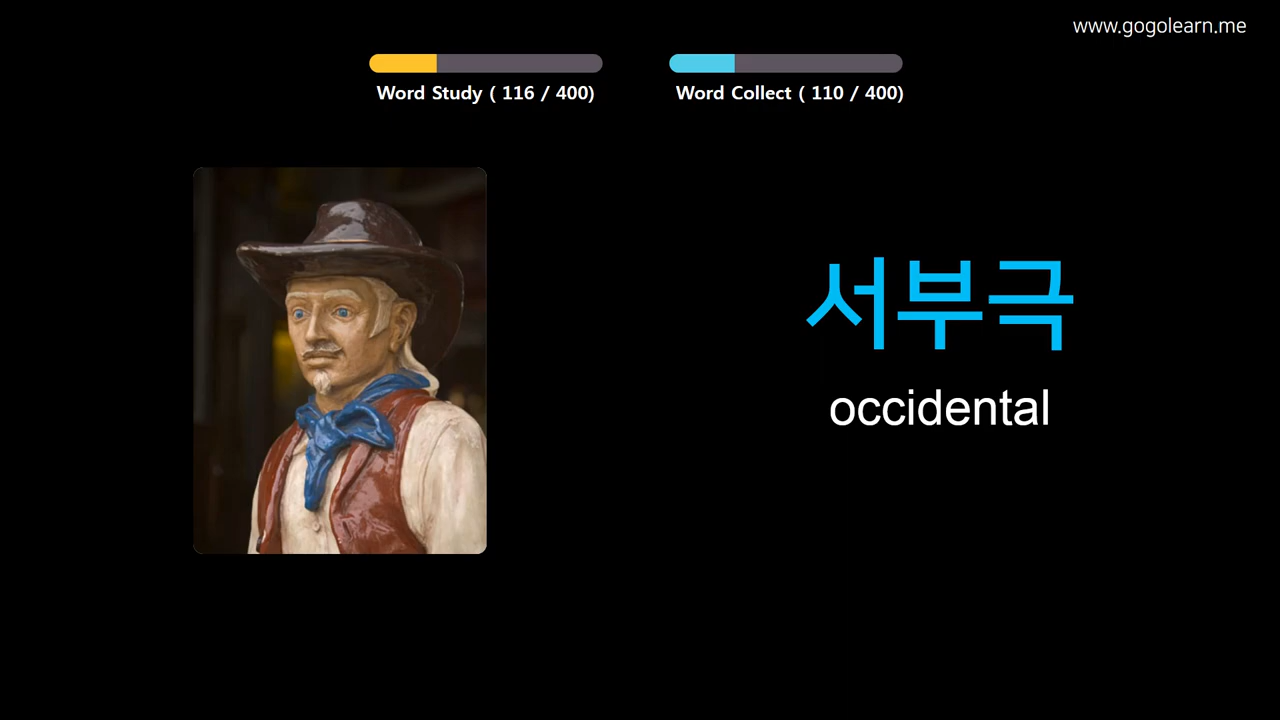 www.gogolearn.me
Word Study ( 116 / 400)
Word Collect ( 110 / 400)
서부극
occidental